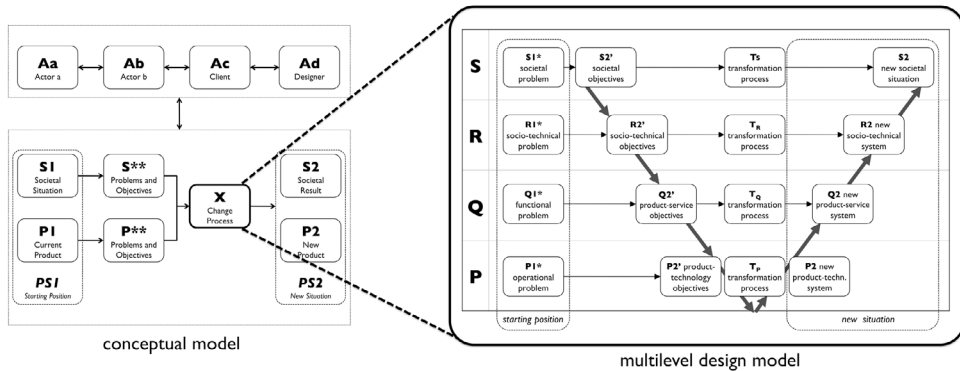 Aa
Actor a
Ab
Actor b
Ac
Client
Ad
Designer
S1
Societal
Situation
S**
Problems and
Objectives
P1
Current
Product
P**
Problems and
Objectives
PS1
Starting Position
X
Change
Process
S2
Societal
Result
P2
New
Product
PS2
New Situation
conceptual model
S
S1*
societal
problem
S2'
societal
objectives
Ts
transformation
process
S2
new societal
situation
R
R1*
socio-technical
problem
R2'
socio-technical
objectives
TR
transformation
process
R2 new
socio-technical
system
Q
Q1*
functional
problem
Q2'
product-service
objectives
TQ
transformation
process
Q2 new
product-service
system
P
P1*
operational
problem
P2' product-
technology
objectives
TP
transformation
process
P2 new
product-techn.
system
starting position
new situation
multilevel design model